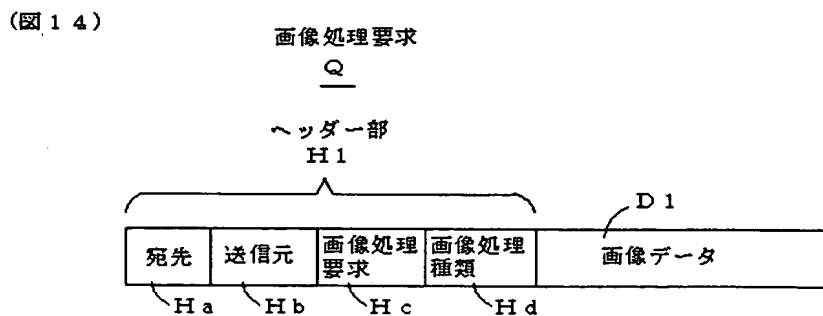 (図14)
画像処理要求
Q
ヘッダー部
H1
D1
宛先
送信元
画像処理
要求
画像処理
種類
画像データ
Ha
Hb
Hc
Hd